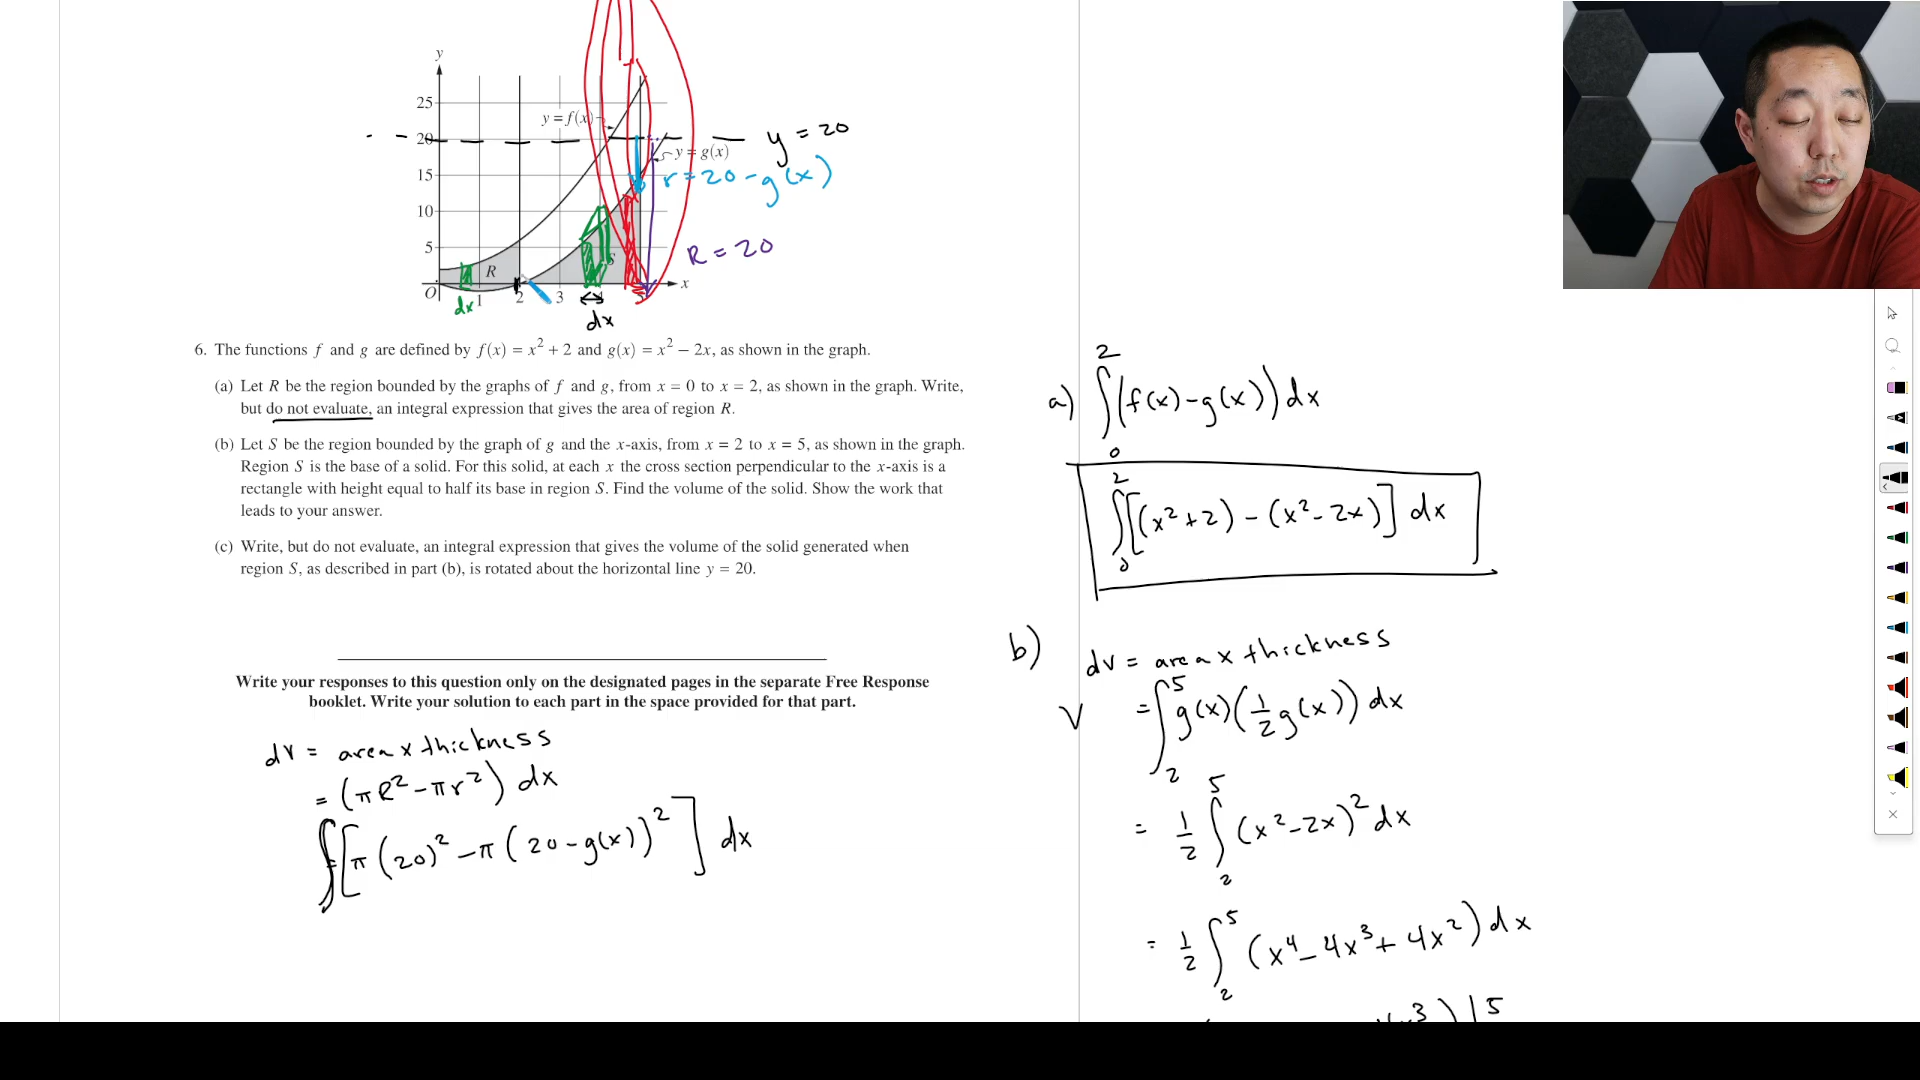 y
25
20
15
10
5
O
1
2
3
x
y = f(x)
y = g(x)
R
S
dx
dx
y = 20
r = 20 - g(x)
R = 20
6. The functions f and g are defined by f(x) = x² + 2 and g(x) = x² − 2x, as shown in the graph.
(a) Let R be the region bounded by the graphs of f and g, from x = 0 to x = 2, as shown in the graph. Write,
but do not evaluate, an integral expression that gives the area of region R.
(b) Let S be the region bounded by the graph of g and the x-axis, from x = 2 to x = 5, as shown in the graph.
Region S is the base of a solid. For this solid, at each x the cross section perpendicular to the x-axis is a
rectangle with height equal to half its base in region S. Find the volume of the solid. Show the work that
leads to your answer.
(c) Write, but do not evaluate, an integral expression that gives the volume of the solid generated when
region S, as described in part (b), is rotated about the horizontal line y = 20.
Write your responses to this question only on the designated pages in the separate Free Response
booklet. Write your solution to each part in the space provided for that part.
dV = area x thickness
= (πR² - πr²) dx
∫[π(20)² - π(20 - g(x))²] dx
a) ∫₀² (f(x) - g(x)) dx
∫₀² [(x² + 2) - (x² - 2x)] dx
b) dV = area x thickness
V = ∫₂⁵ g(x)(1/2 g(x)) dx
= 1/2 ∫₂⁵ (x² - 2x)² dx
= 1/2 ∫₂⁵ (x⁴ - 4x³ + 4x²) dx